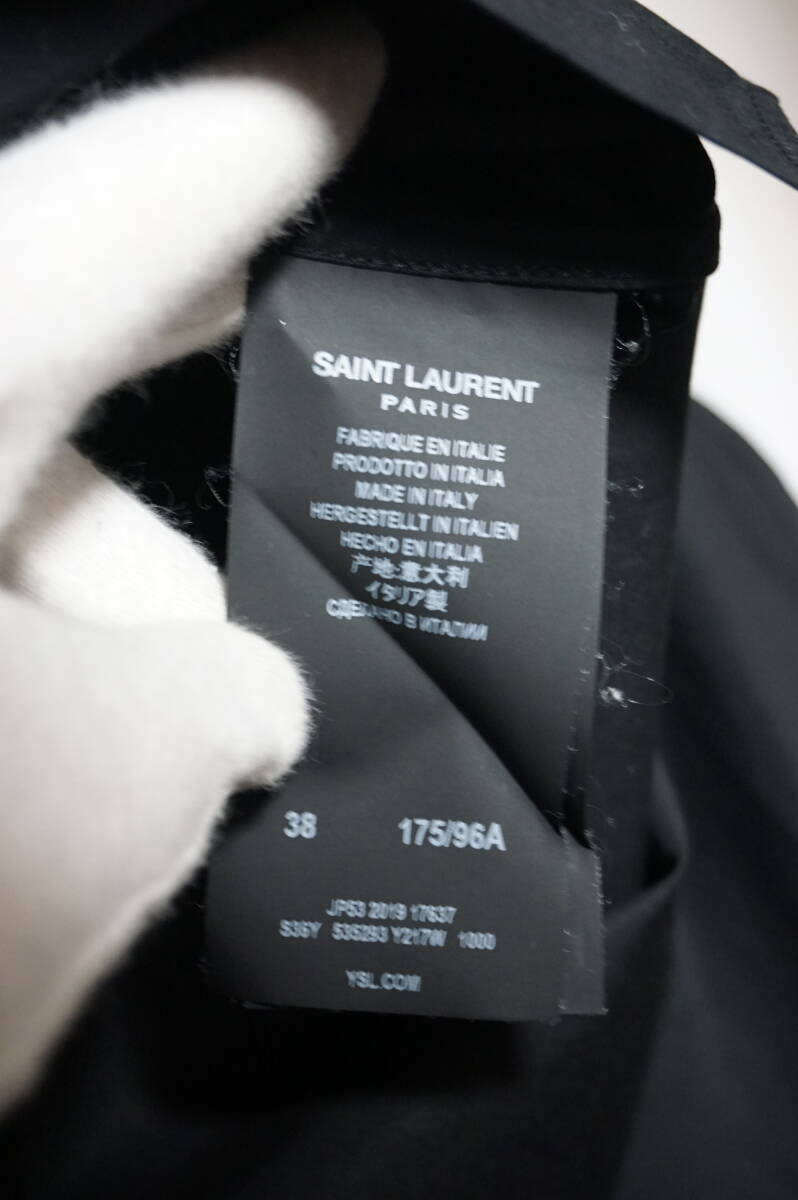 SAINT LAURENT
PARIS
FABRIQUE EN ITALIE
PRODOTTO IN ITALIA
MADE IN ITALY
HERGESTELLT IN ITALIEN
HECHO EN ITALIA
产地:意大利
イタリア製
СДЕЛАНО В ИТАЛИИ
38 175/96A
JP53 2019 17637
S36Y 535293 Y217W 1000
YSL.COM